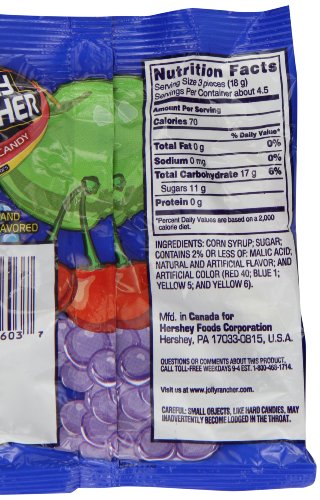 CHER
CANDY
AND
AVORED
603 7
Nutrition Facts
Serving Size 3 pieces (18 g)
Servings Per Container about 4.5
Amount Per Serving
Calories 70
% Daily Value*
Total Fat 0 g 0%
Sodium 0 mg 0%
Total Carbohydrate 17 g 6%
Sugars 11 g
Protein 0 g
*Percent Daily Values are based on a 2,000
calorie diet.
INGREDIENTS: CORN SYRUP; SUGAR;
CONTAINS 2% OR LESS OF: MALIC ACID;
NATURAL AND ARTIFICIAL FLAVOR; AND
ARTIFICIAL COLOR (RED 40; BLUE 1;
YELLOW 5; AND YELLOW 6).
Mfd. in Canada for
Hershey Foods Corporation
Hershey, PA 17033-0815, U.S.A.
QUESTIONS OR COMMENTS ABOUT THIS PRODUCT,
CALL TOLL-FREE WEEKDAYS 9-4 EST. 1-800-468-1714.
Visit us at www.jollyrancher.com
CAREFUL: SMALL OBJECTS, LIKE HARD CANDIES, MAY
INADVERTENTLY BECOME LODGED IN THE THROAT.